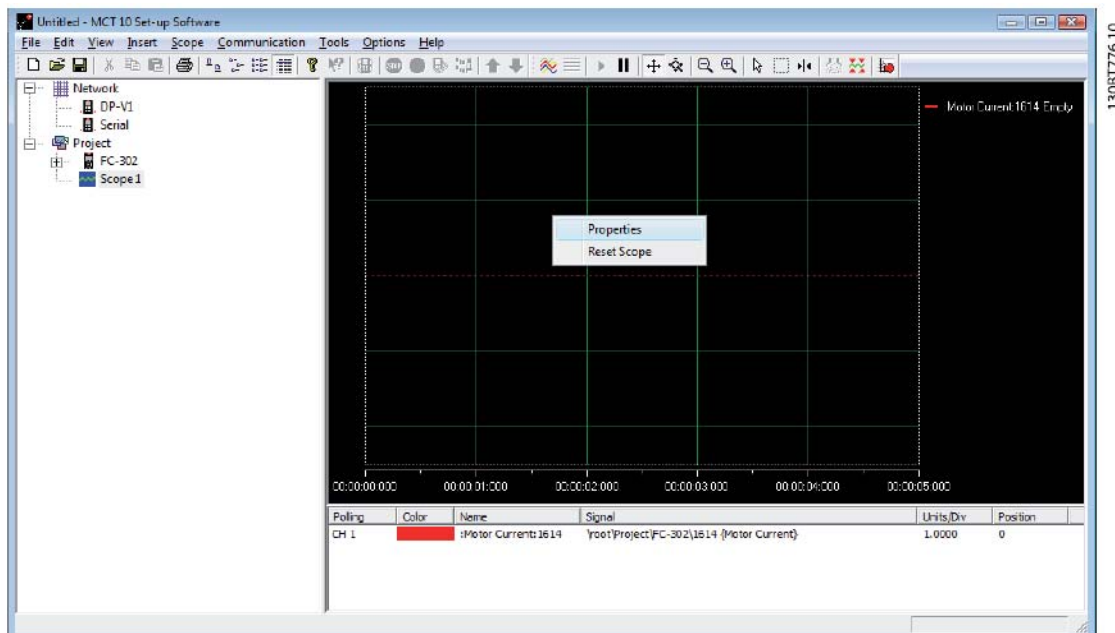 Untitled - MCT 10 Set-up Software
File Edit View Insert Scope Communication Tools Options Help
Network
DP-V1
Serial
Project
FC-302
Scope1
Motor Current:1614 Empty
Properties
Reset Scope
00:00:00:000 00:00:01:000 00:00:02:000 00:00:03:000 00:00:04:000 00:00:05:000
Polling Color Name Signal Units/Div Position
CH 1 :Motor Current:1614 \root\Project\FC-302\1614 {Motor Current} 1.0000 0
130BT776.10